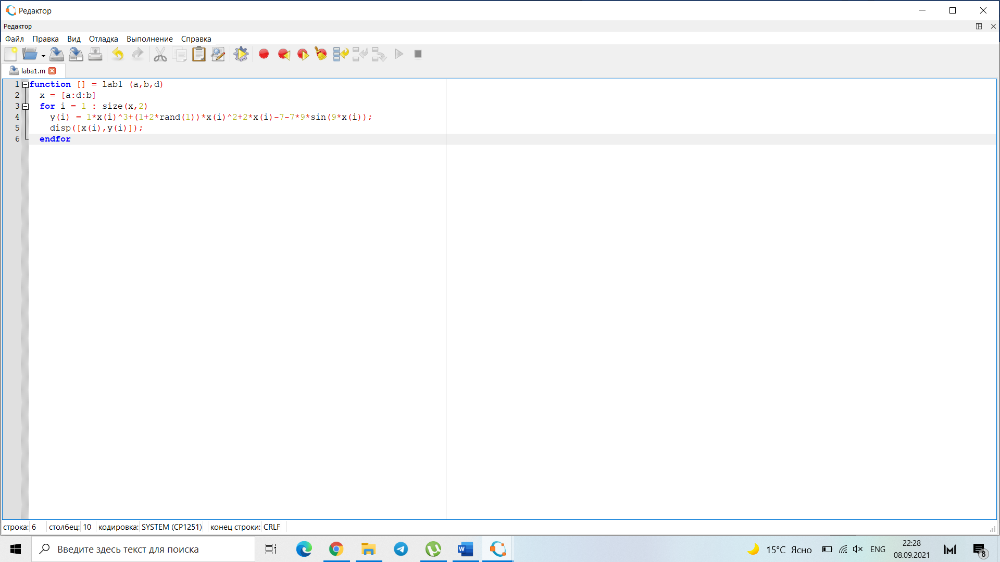 Редактор
Редактор
Файл Правка Вид Отладка Выполнение Справка
laba1.m
1 function [] = lab1 (a,b,d)
2 x = [a:d:b]
3 for i = 1 : size(x,2)
4 y(i) = 1*x(i)^3+(1+2*rand(1))*x(i)^2+2*x(i)-7-7*9*sin(9*x(i));
5 disp([x(i),y(i)]);
6 endfor
строка: 6 столбец: 10 кодировка: SYSTEM (CP1251) конец строки: CRLF
Введите здесь текст для поиска
15°C Ясно ENG
22:28
08.09.2021
8